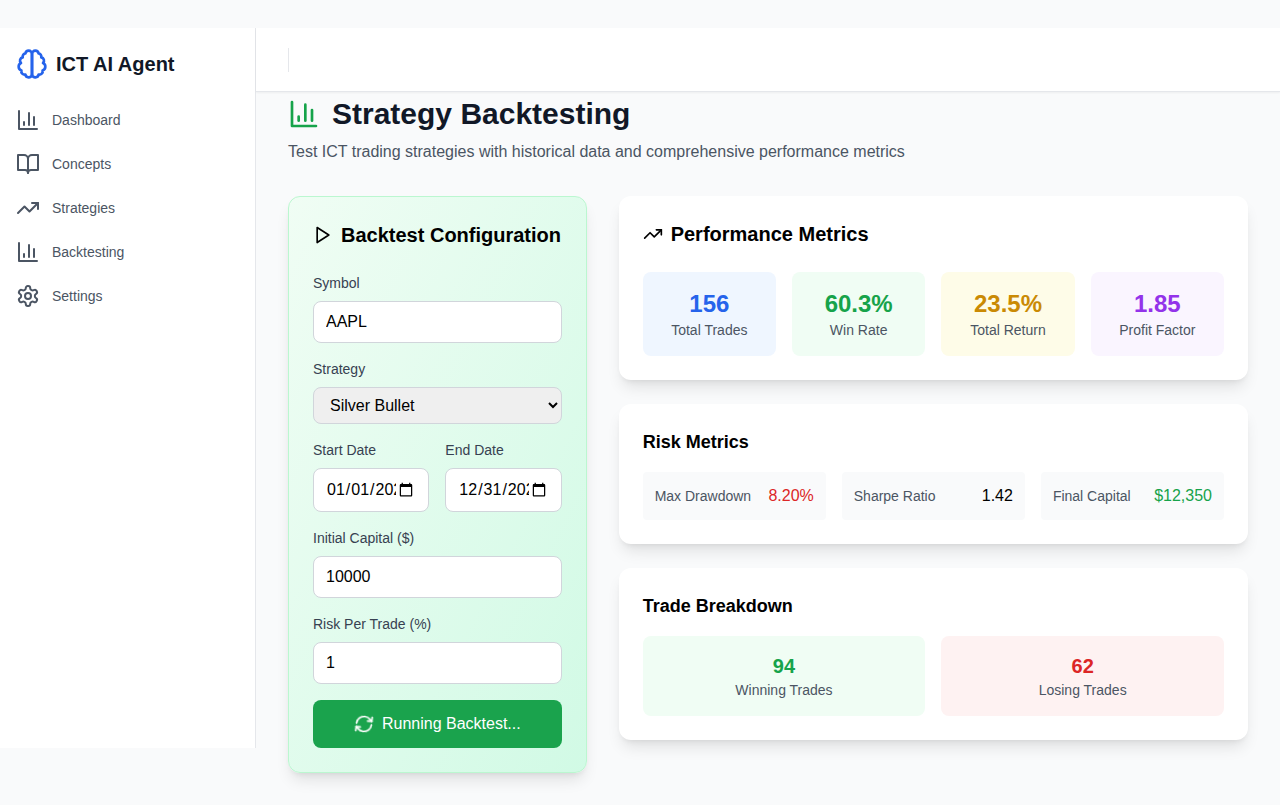 ICT AI Agent
Dashboard
Concepts
Strategies
Backtesting
Settings
Strategy Backtesting
Test ICT trading strategies with historical data and comprehensive performance metrics
Backtest Configuration
Symbol
AAPL
Strategy
Silver Bullet
Start Date End Date
01/01/202 12/31/202
Initial Capital ($)
10000
Risk Per Trade (%)
1
Running Backtest...
Performance Metrics
156 60.3% 23.5% 1.85
Total Trades Win Rate Total Return Profit Factor
Risk Metrics
Max Drawdown 8.20% Sharpe Ratio 1.42 Final Capital $12,350
Trade Breakdown
94 62
Winning Trades Losing Trades